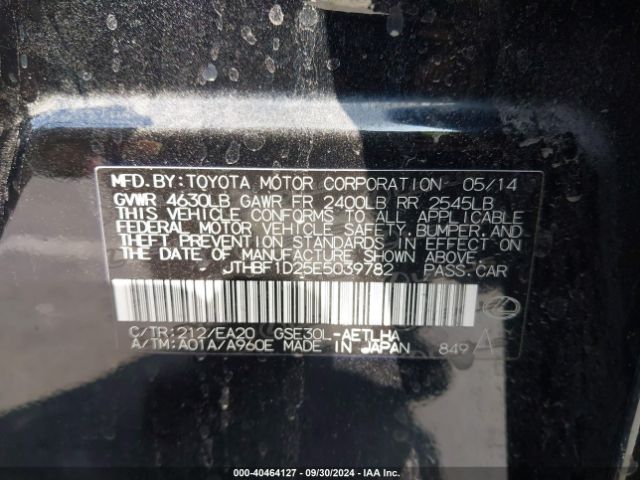 MFD.BY:TOYOTA MOTOR CORPORATION 05/14
GVWR 4630LB GAWR FR 2400LB RR 2545LB
THIS VEHICLE CONFORMS TO ALL APPLICABLE
FEDERAL MOTOR VEHICLE SAFETY,BUMPER,AND
THEFT PREVENTION STANDARDS IN EFFECT ON
THE DATE OF MANUFACTURE SHOWN ABOVE.
JTHBF1D25E5039782 PASS.CAR
C/TR:212/EA20 GSE30L-AETLHA
A/TM:A01A/A960E MADE IN JAPAN 849 A
000-40464127 - 09/30/2024 - IAA Inc.